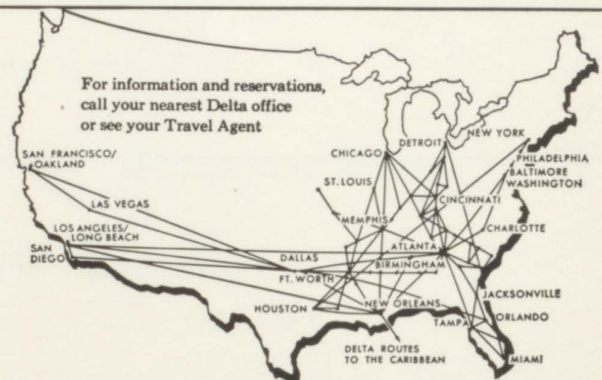 For information and reservations,
call your nearest Delta office
or see your Travel Agent
SAN FRANCISCO/
OAKLAND
LAS VEGAS
LOS ANGELES/
LONG BEACH
SAN
DIEGO
CHICAGO
DETROIT
NEW YORK
PHILADELPHIA
BALTIMORE
WASHINGTON
ST. LOUIS
CINCINNATI
MEMPHIS
CHARLOTTE
ATLANTA
DALLAS
BIRMINGHAM
FT. WORTH
JACKSONVILLE
HOUSTON
NEW ORLEANS
ORLANDO
TAMPA
DELTA ROUTES
TO THE CARIBBEAN
MIAMI